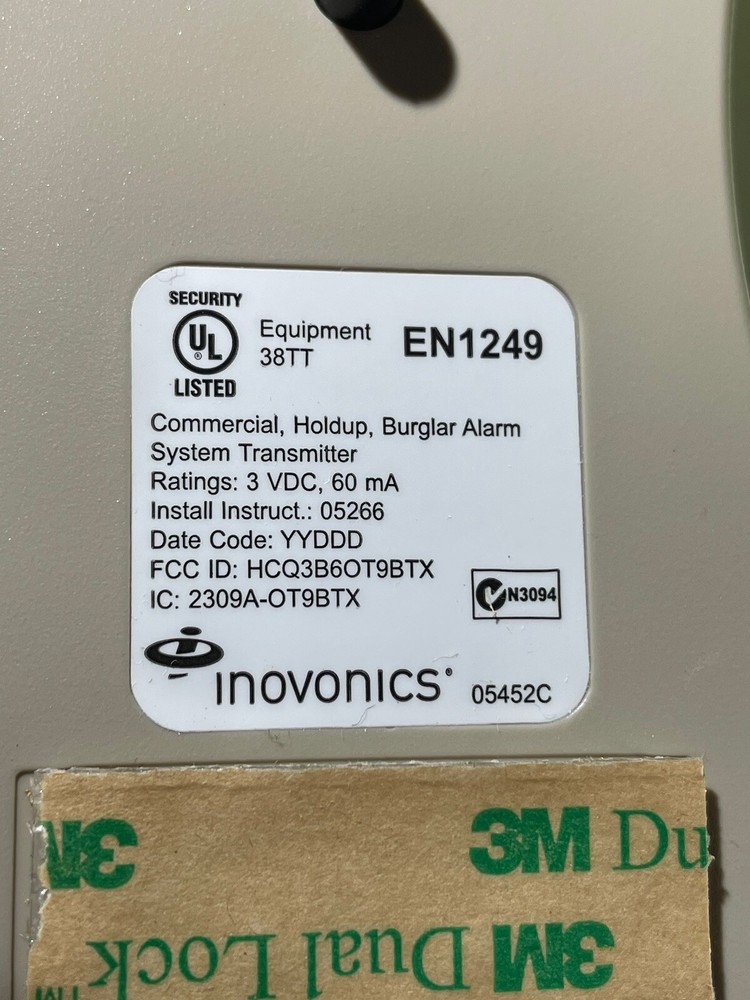 SECURITY
UL
®
LISTED
Equipment
38TT
EN1249
Commercial, Holdup, Burglar Alarm
System Transmitter
Ratings: 3 VDC, 60 mA
Install Instruct.: 05266
Date Code: YYDDD
FCC ID: HCQ3B6OT9BTX
IC: 2309A-OT9BTX
N3094
inovonics®
05452C
3M
3M Du
3M Dual Lock™